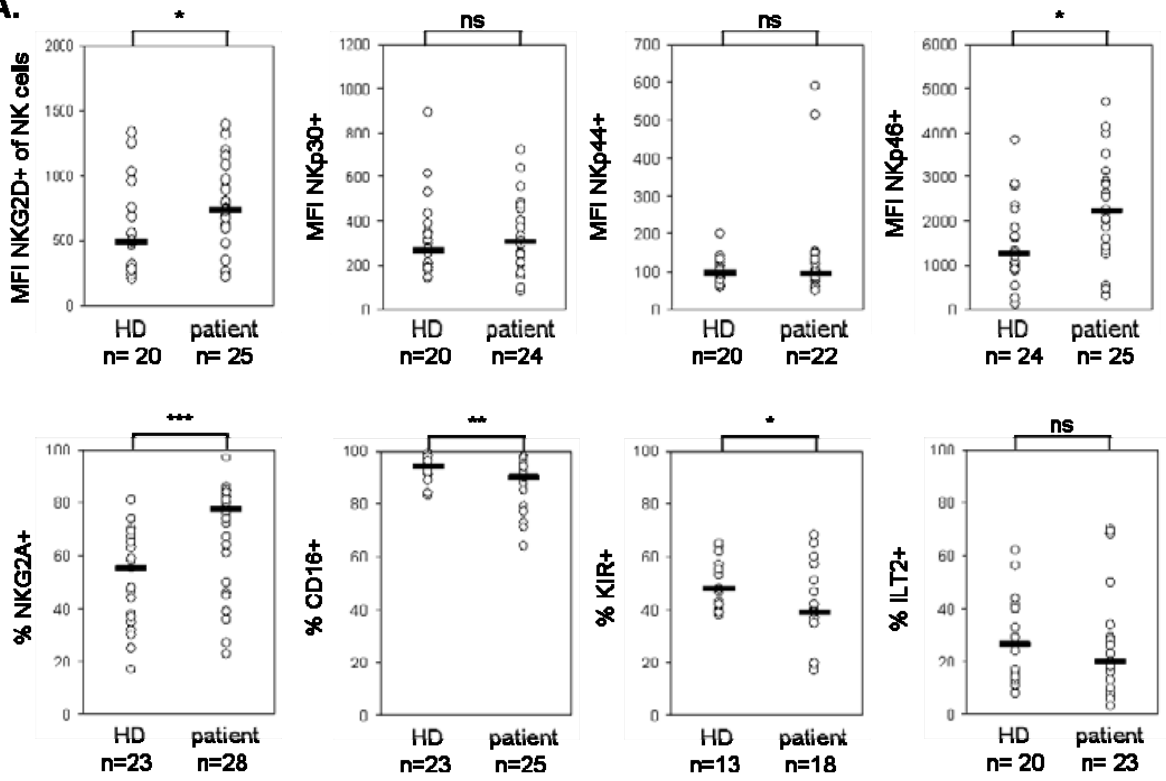 A.
*
2000
1500
1000
500
0
MFI NKG2D+ of NK cells
HD patient
n= 20 n= 25
ns
1200
1000
800
600
400
200
0
MFI NKp30+
HD patient
n=20 n=24
ns
700
600
500
400
300
200
100
0
MFI NKp44+
HD patient
n=20 n=22
*
6000
5000
4000
3000
2000
1000
0
MFI NKp46+
HD patient
n= 24 n= 25
***
100
80
60
40
20
0
% NKG2A+
HD patient
n=23 n=28
**
100
80
60
40
20
0
% CD16+
HD patient
n=23 n=25
*
100
80
60
40
20
0
% KIR+
HD patient
n=13 n=18
ns
100
80
60
40
20
0
% ILT2+
HD patient
n= 20 n= 23